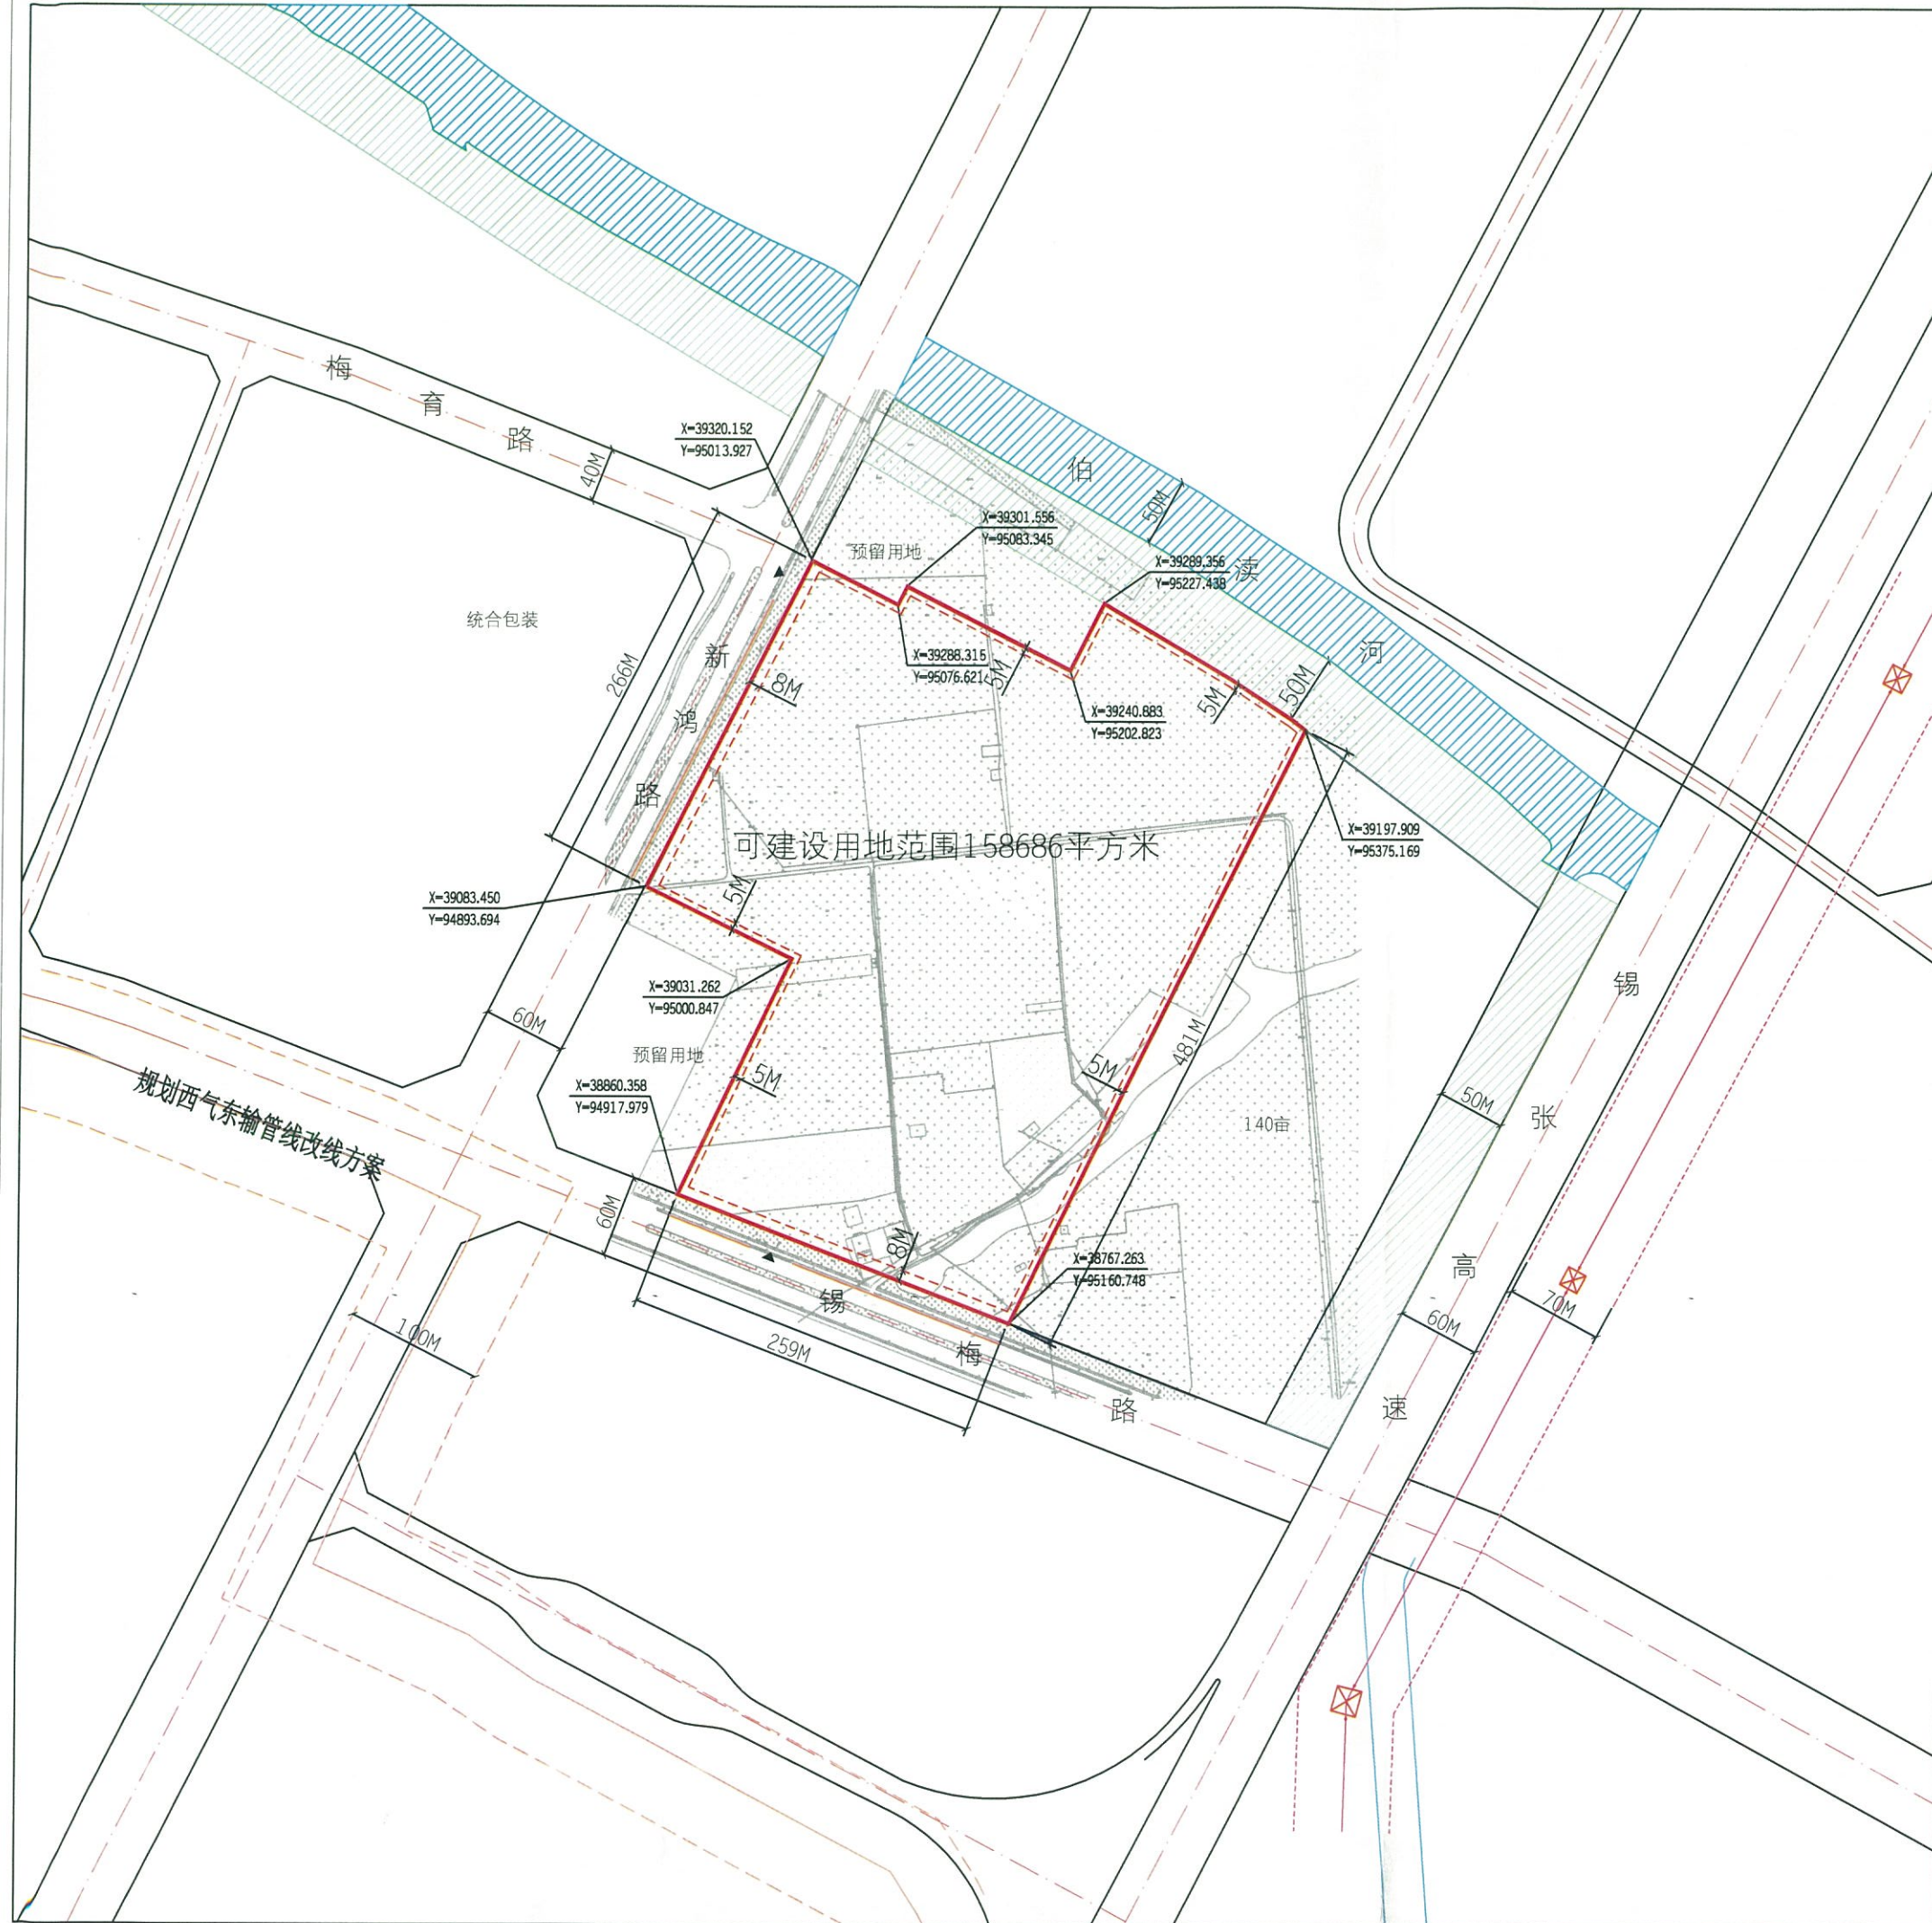 梅育路
40M
X=39320.152
Y=95013.927
伯渎河
50M
X=39301.556
Y=95083.345
预留用地
X=39289.356
Y=95227.438
统合包装
X=39288.315
Y=95076.621
5M
新鸿路
266M
8M
5M
50M
X=39240.883
Y=95202.823
可建设用地范围158686平方米
X=39197.909
Y=95375.169
X=39083.450
Y=94893.694
5M
X=39031.262
Y=95000.847
60M
预留用地
481M
5M
5M
X=38860.358
Y=94917.979
规划西气东输管线改线方案
140亩
50M
锡张高速
60M
8M
X=38767.263
Y=95160.748
锡梅路
259M
100M
60M
70M